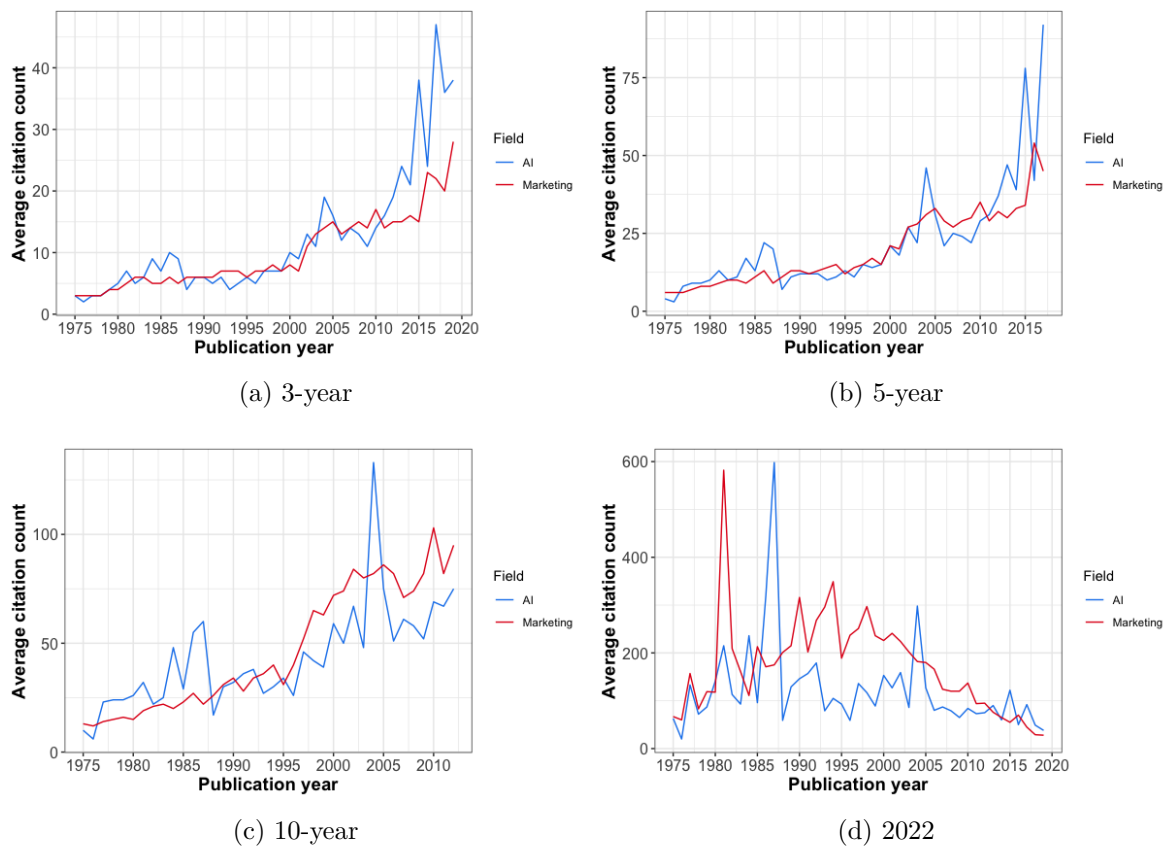 Average citation count
40
30
20
10
0
1975 1980 1985 1990 1995 2000 2005 2010 2015 2020
Publication year
Field
AI
Marketing
(a) 3-year
Average citation count
75
50
25
0
1975 1980 1985 1990 1995 2000 2005 2010 2015
Publication year
Field
AI
Marketing
(b) 5-year
Average citation count
100
50
0
1975 1980 1985 1990 1995 2000 2005 2010
Publication year
Field
AI
Marketing
(c) 10-year
Average citation count
600
400
200
0
1975 1980 1985 1990 1995 2000 2005 2010 2015 2020
Publication year
Field
AI
Marketing
(d) 2022